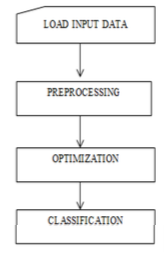 LOAD INPUT DATA
PREPROCESSING
OPTIMIZATION
CLASSIFICATION